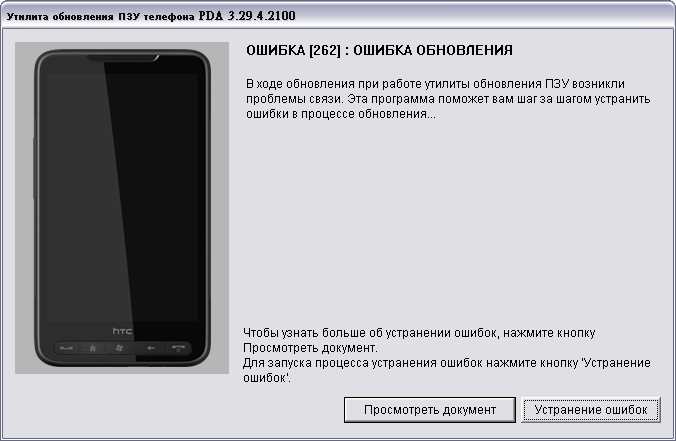 Утилита обновления ПЗУ телефона PDA 3.29.4.2100
ОШИБКА [262] : ОШИБКА ОБНОВЛЕНИЯ
В ходе обновления при работе утилиты обновления ПЗУ возникли
проблемы связи. Эта программа поможет вам шаг за шагом устранить
ошибки в процессе обновления...
hTC
Чтобы узнать больше об устранении ошибок, нажмите кнопку
Просмотреть документ.
Для запуска процесса устранения ошибок нажмите кнопку 'Устранение
ошибок'.
Просмотреть документ
Устранение ошибок